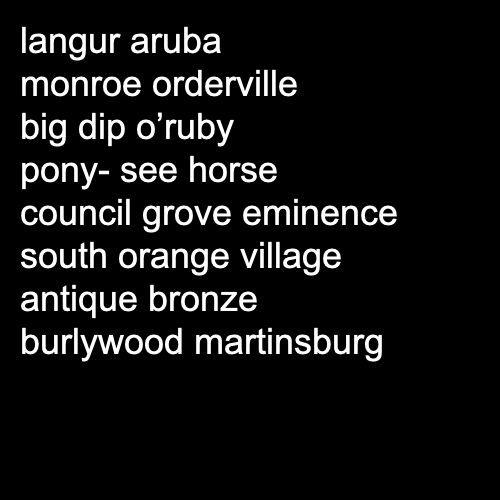 langur aruba
monroe orderville
big dip o’ruby
pony- see horse
council grove eminence
south orange village
antique bronze
burlywood martinsburg